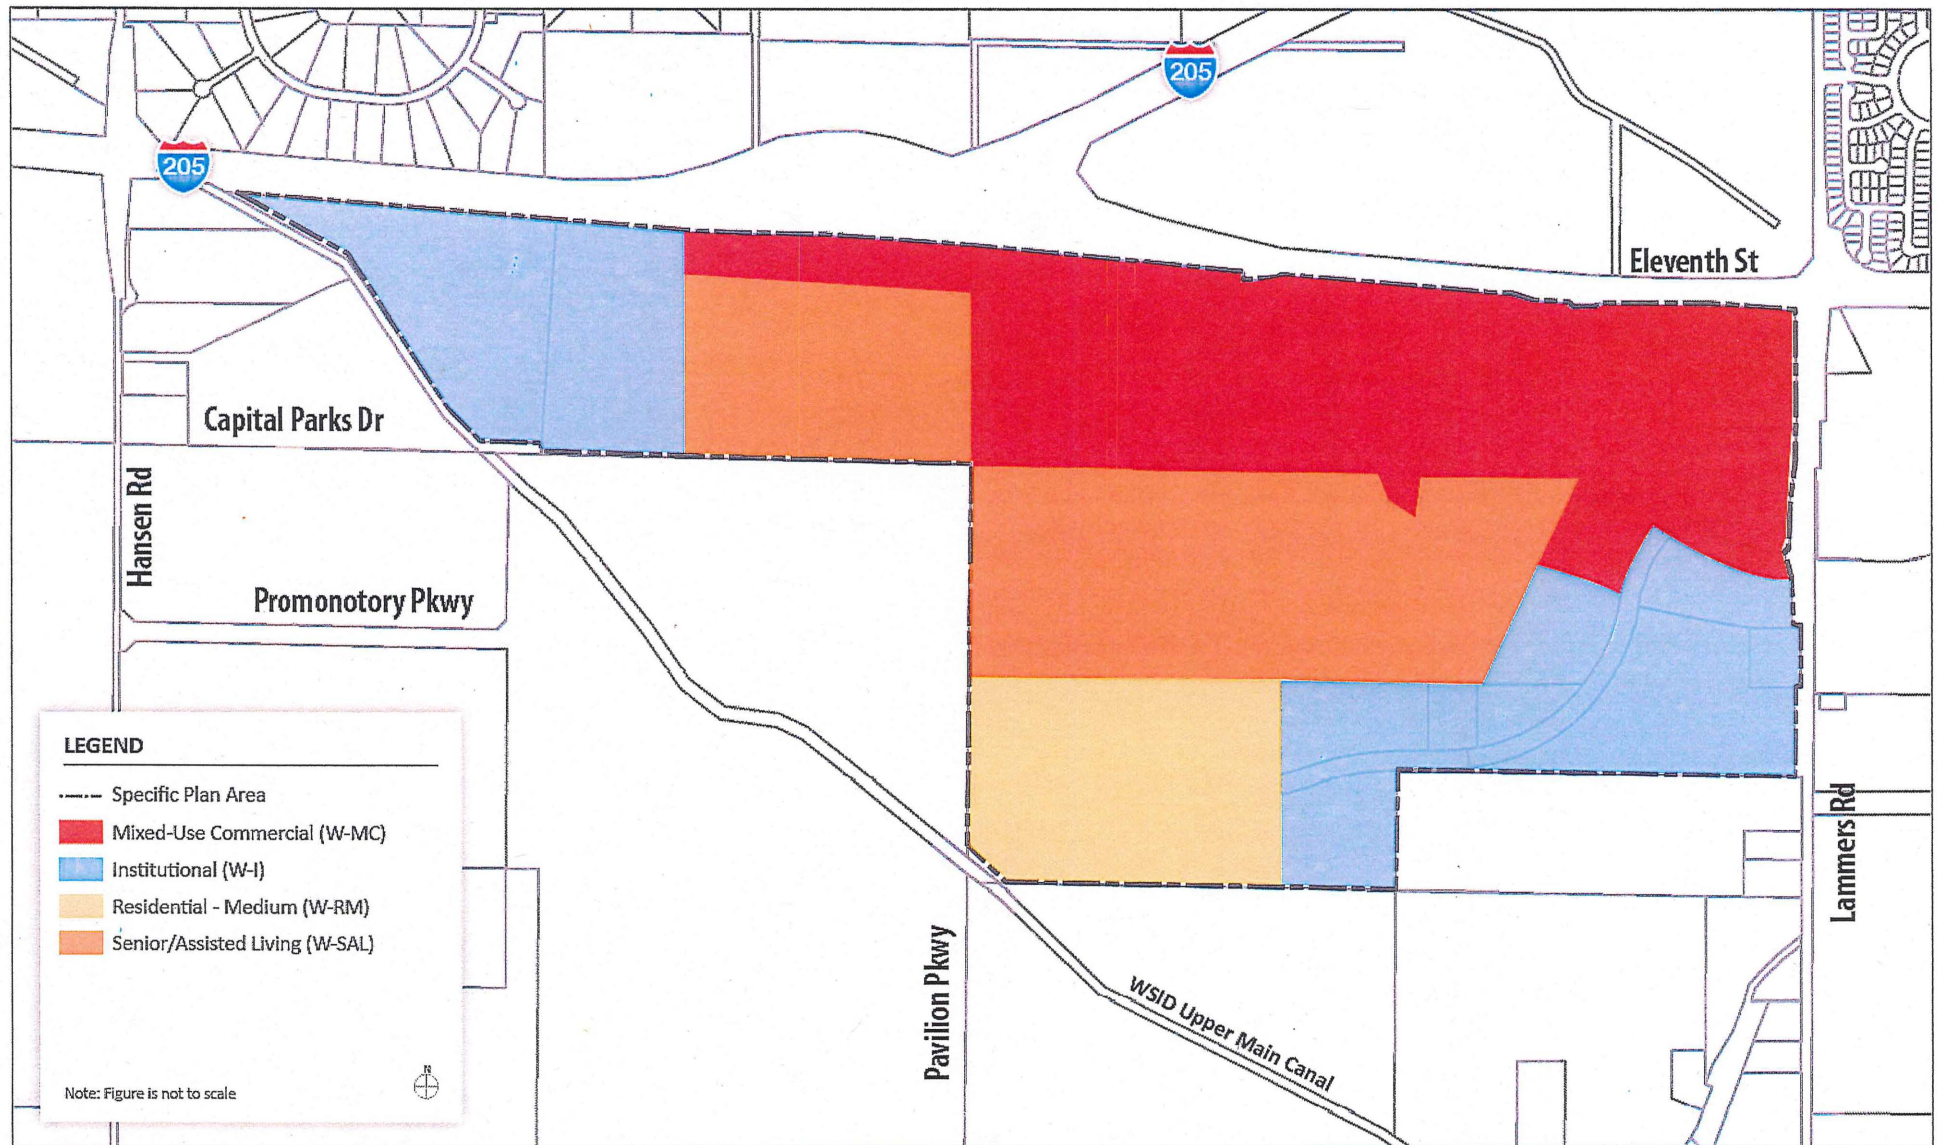 205
205
Eleventh St
Capital Parks Dr
Hansen Rd
Promonotory Pkwy
LEGEND
Specific Plan Area
Mixed-Use Commercial (W-MC)
Institutional (W-I)
Residential - Medium (W-RM)
Senior/Assisted Living (W-SAL)
N
Note: Figure is not to scale
Pavilion Pkwy
WSID Upper Main Canal
Lammers Rd